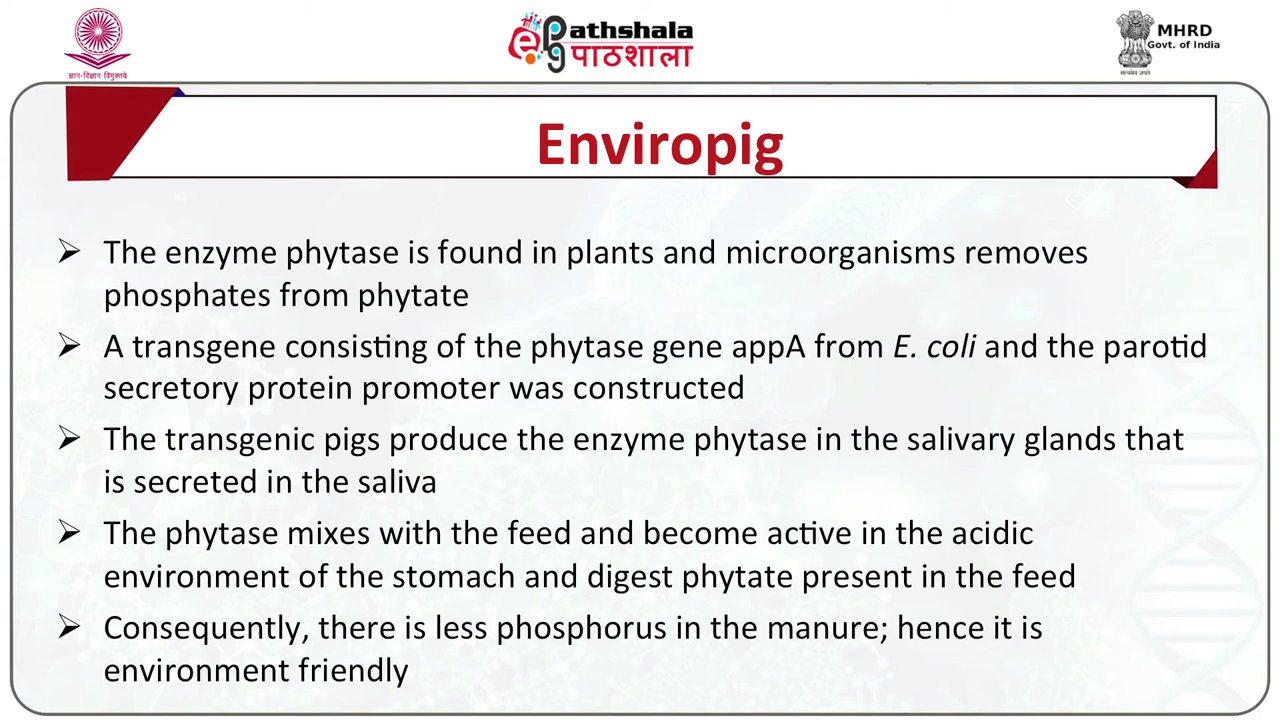 ज्ञान-विज्ञान विमुक्तये
Pathshala
पाठशाला
MHRD
Govt. of India
सत्यमेव जयते
Enviropig
The enzyme phytase is found in plants and microorganisms removes
phosphates from phytate
A transgene consisting of the phytase gene appA from E. coli and the parotid
secretory protein promoter was constructed
The transgenic pigs produce the enzyme phytase in the salivary glands that
is secreted in the saliva
The phytase mixes with the feed and become active in the acidic
environment of the stomach and digest phytate present in the feed
Consequently, there is less phosphorus in the manure; hence it is
environment friendly